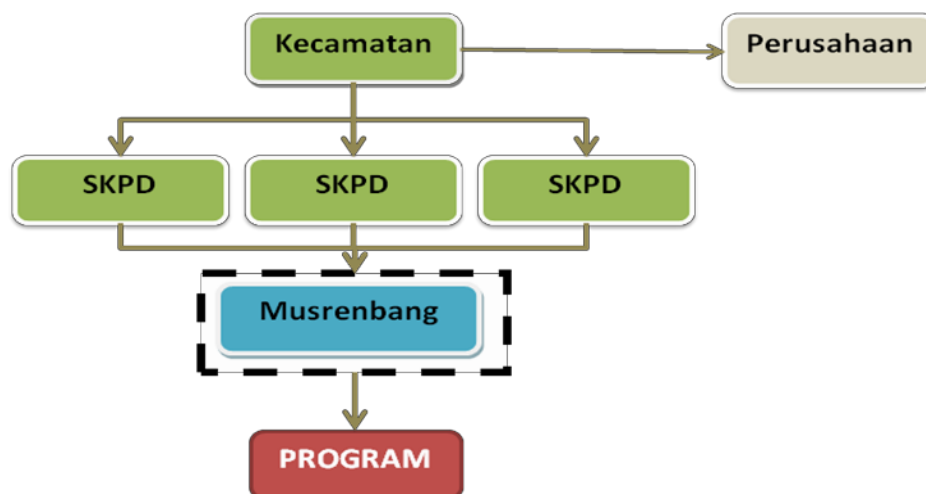 Kecamatan
Perusahaan
SKPD
SKPD
SKPD
Musrenbang
PROGRAM